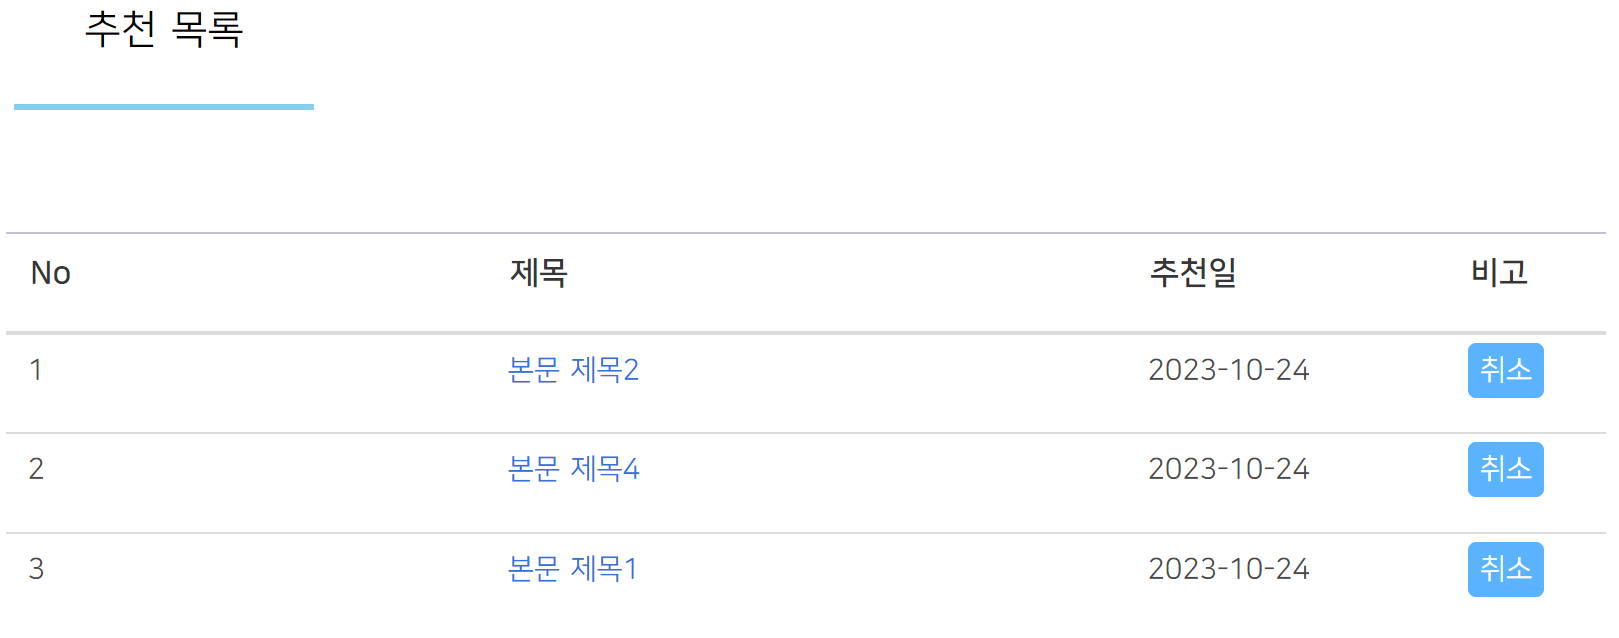 추천 목록
No 제목 추천일 비고
1 본문 제목2 2023-10-24 취소
2 본문 제목4 2023-10-24 취소
3 본문 제목1 2023-10-24 취소